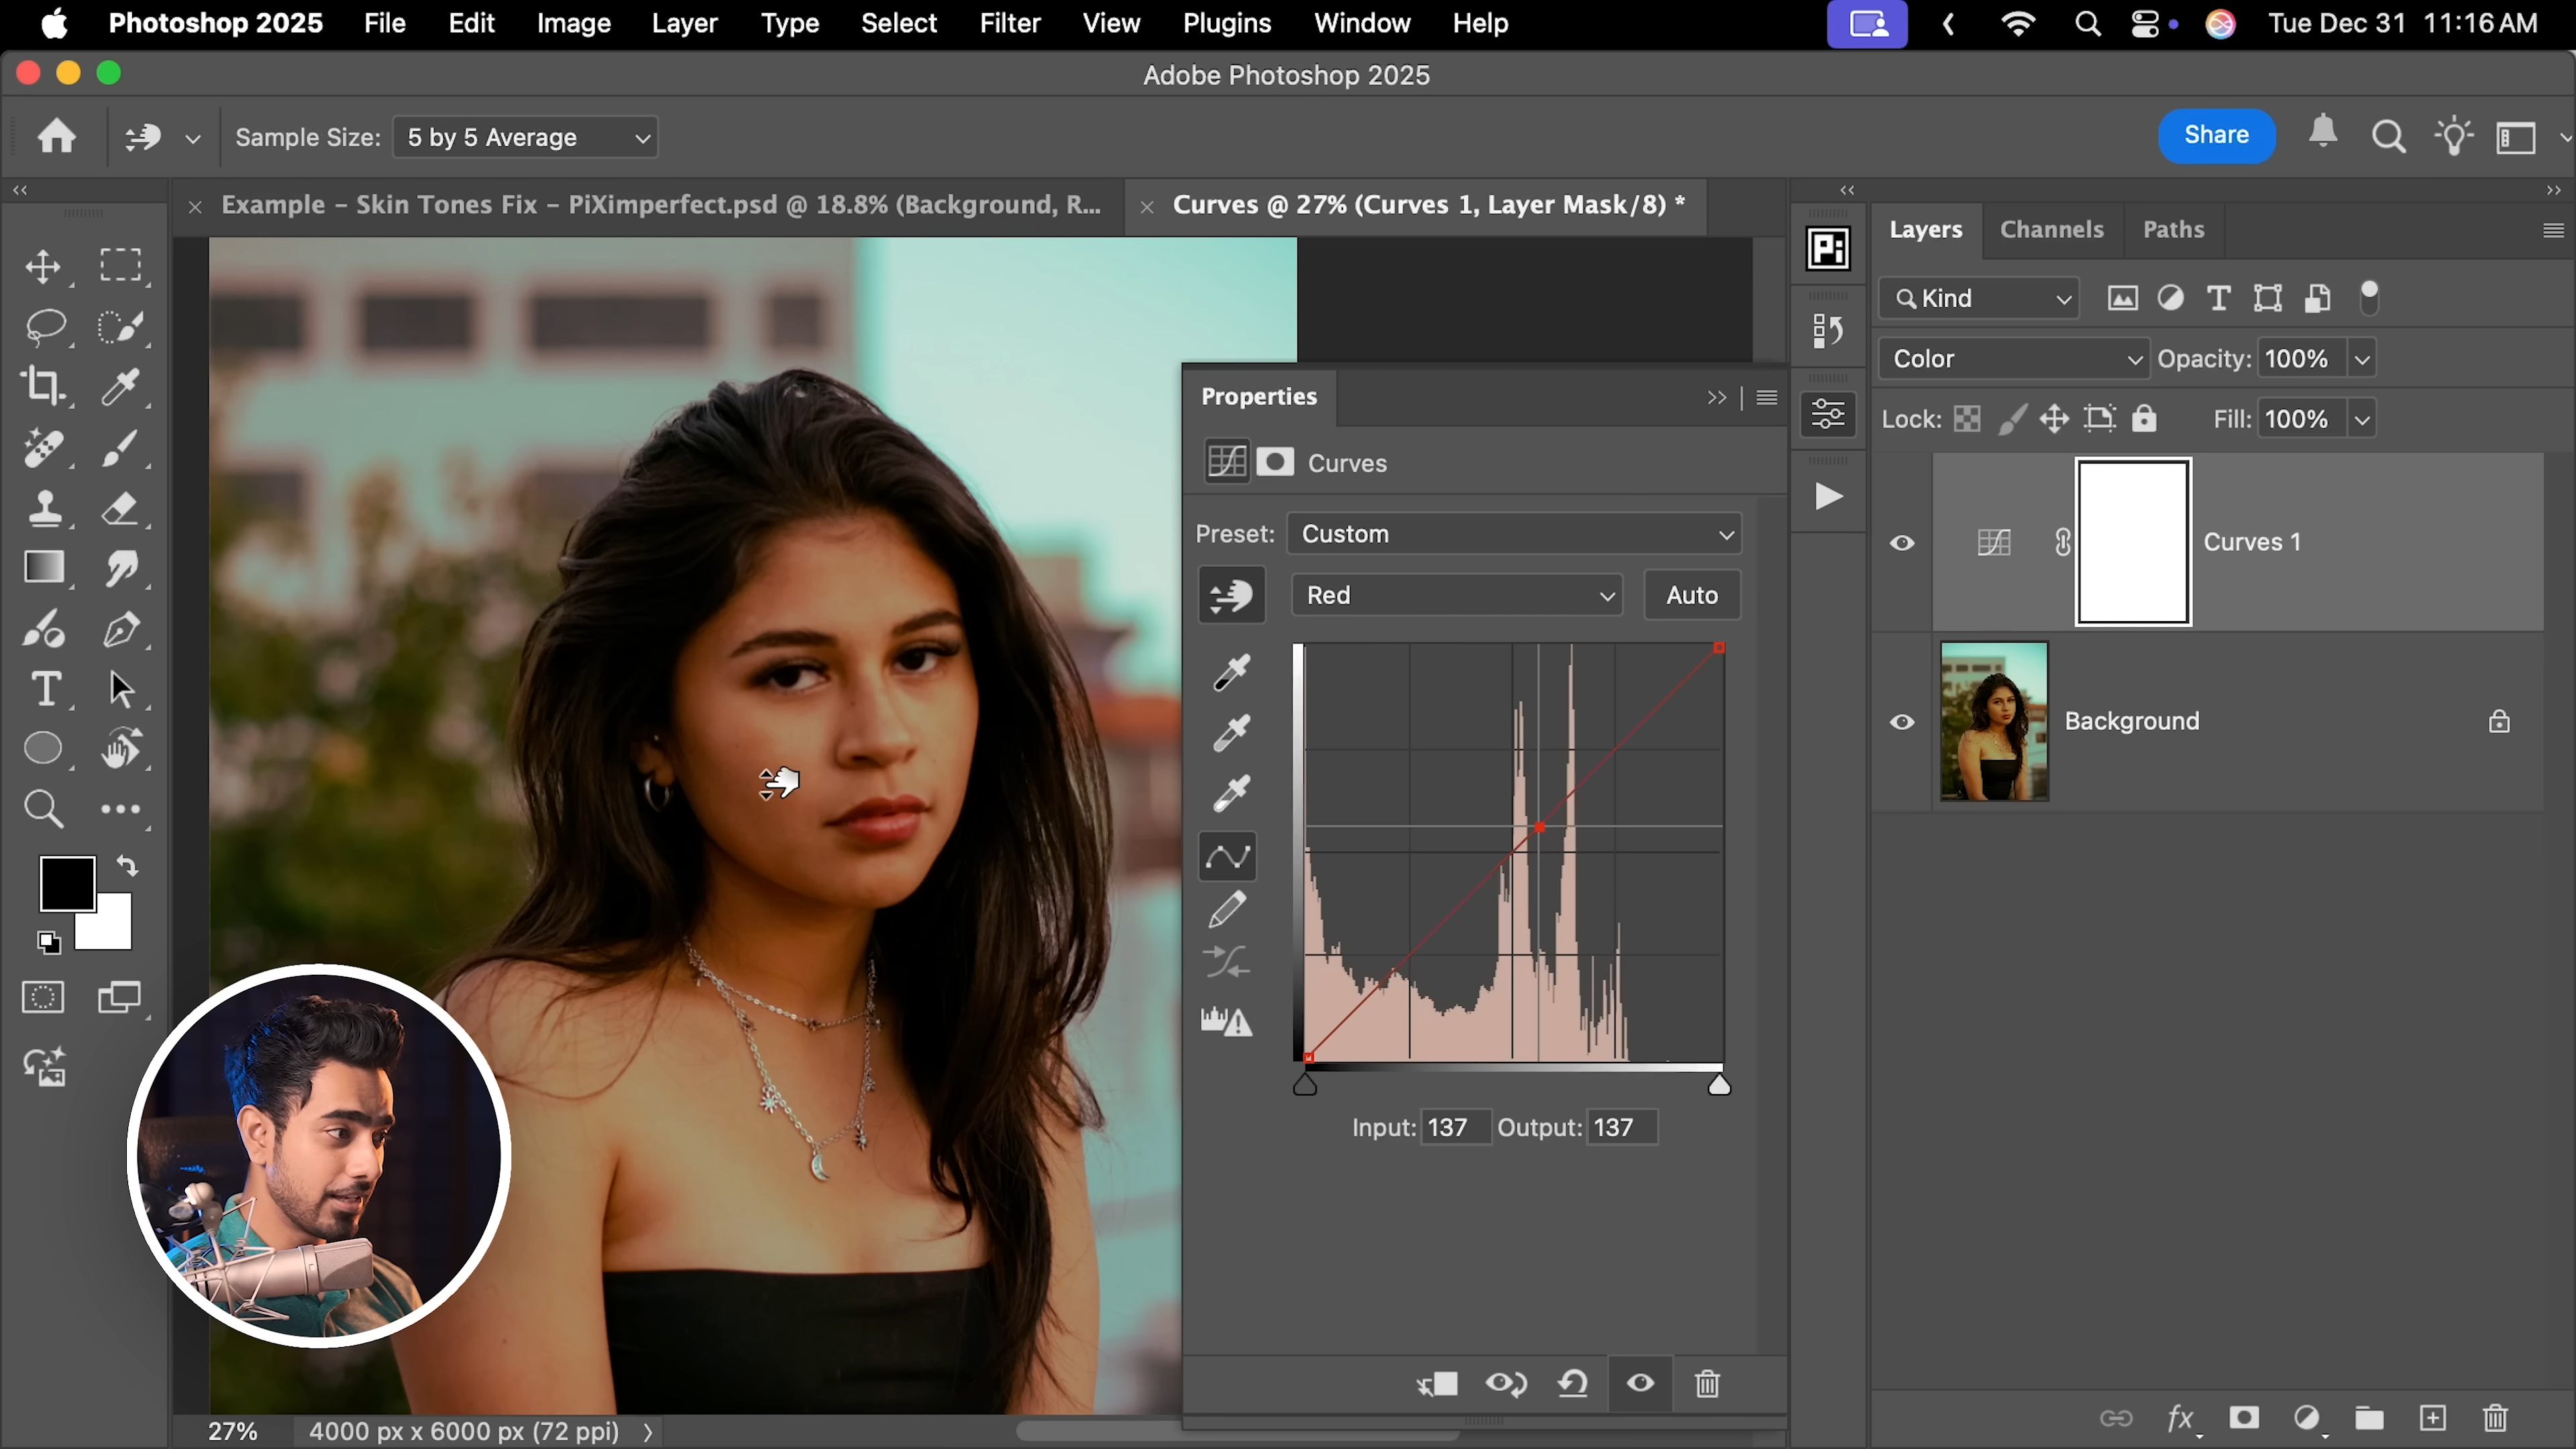 Photoshop 2025 File Edit Image Layer Type Select Filter View Plugins Window Help Tue Dec 31 11:16 AM
Adobe Photoshop 2025
Sample Size: 5 by 5 Average Share
Example – Skin Tones Fix – PiXimperfect.psd @ 18.8% (Background, R... Curves @ 27% (Curves 1, Layer Mask/8) *
Layers Channels Paths
Pi
Kind
Color Opacity: 100%
Lock: Fill: 100%
Properties
Curves
Preset: Custom
Red Auto
Input: 137 Output: 137
Curves 1
Background
fx
27% 4000 px x 6000 px (72 ppi)